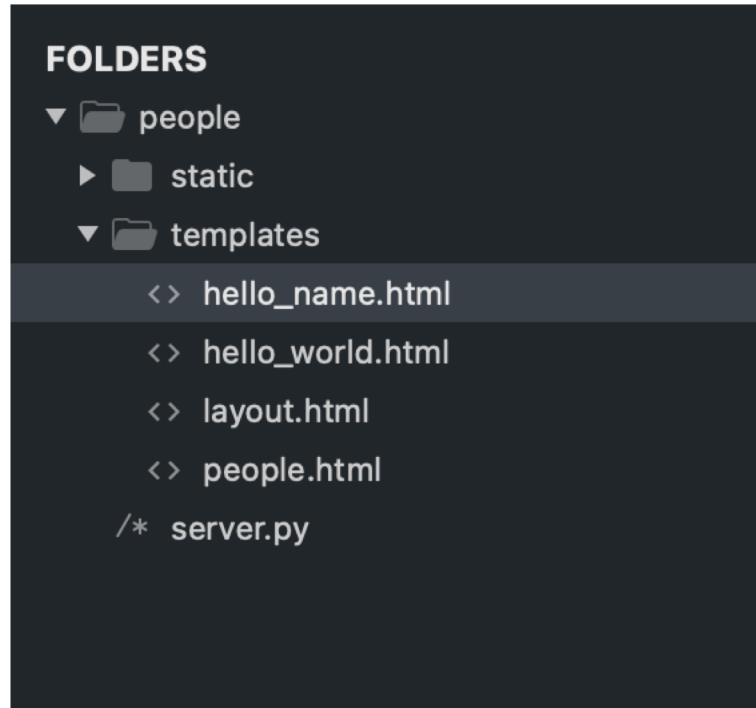 FOLDERS
people
static
templates
<> hello_name.html
<> hello_world.html
<> layout.html
<> people.html
/* server.py